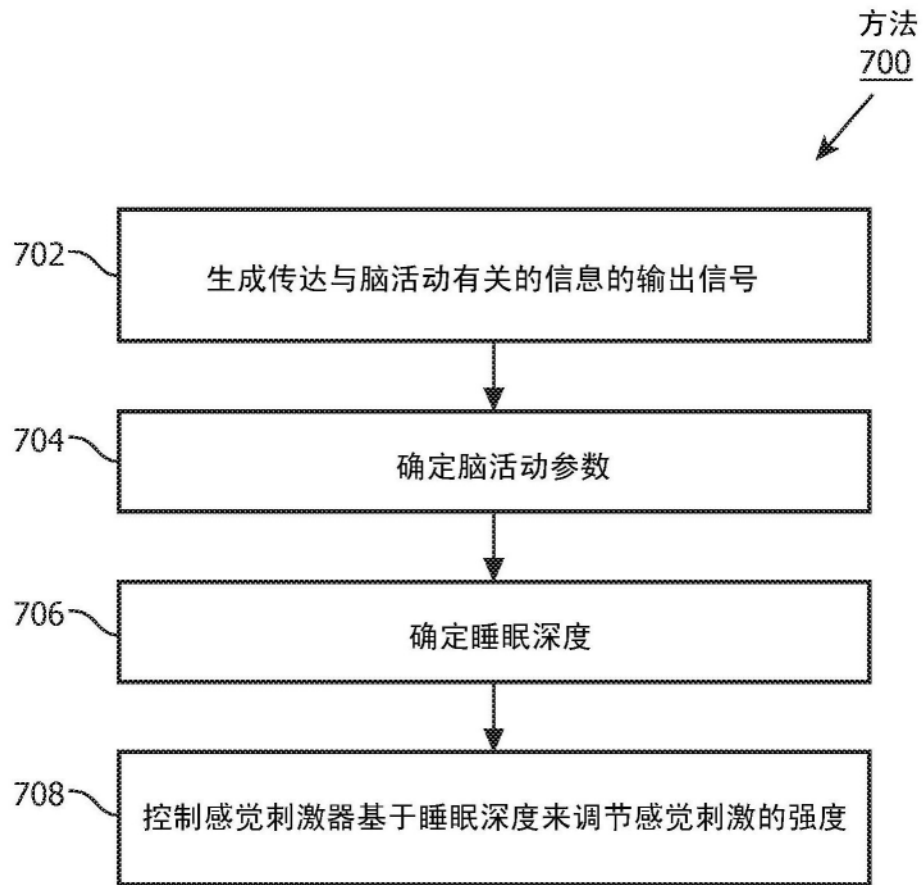 方法
700
702
生成传达与脑活动有关的信息的输出信号
704
确定脑活动参数
706
确定睡眠深度
708
控制感觉刺激器基于睡眠深度来调节感觉刺激的强度